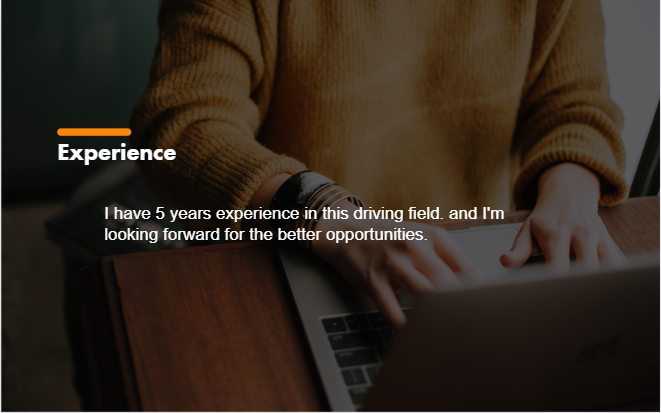 Experience
I have 5 years experience in this driving field. and I'm
looking forward for the better opportunities.